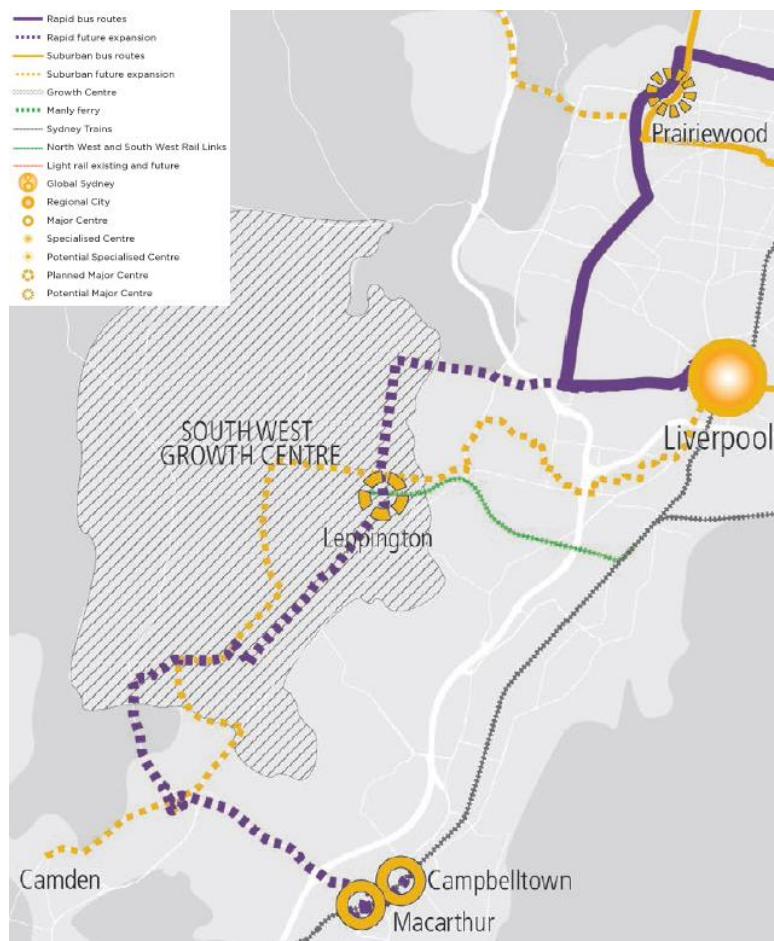 Rapid bus routes
Rapid future expansion
Suburban bus routes
Suburban future expansion
Growth Centre
Manly ferry
Sydney Trains
North West and South West Rail Links
Light rail existing and future
Global Sydney
Regional City
Major Centre
Specialised Centre
Potential Specialised Centre
Planned Major Centre
Potential Major Centre
Prairiewood
Liverpool
SOUTH WEST
GROWTH CENTRE
Leppington
Camden
Campbelltown
Macarthur